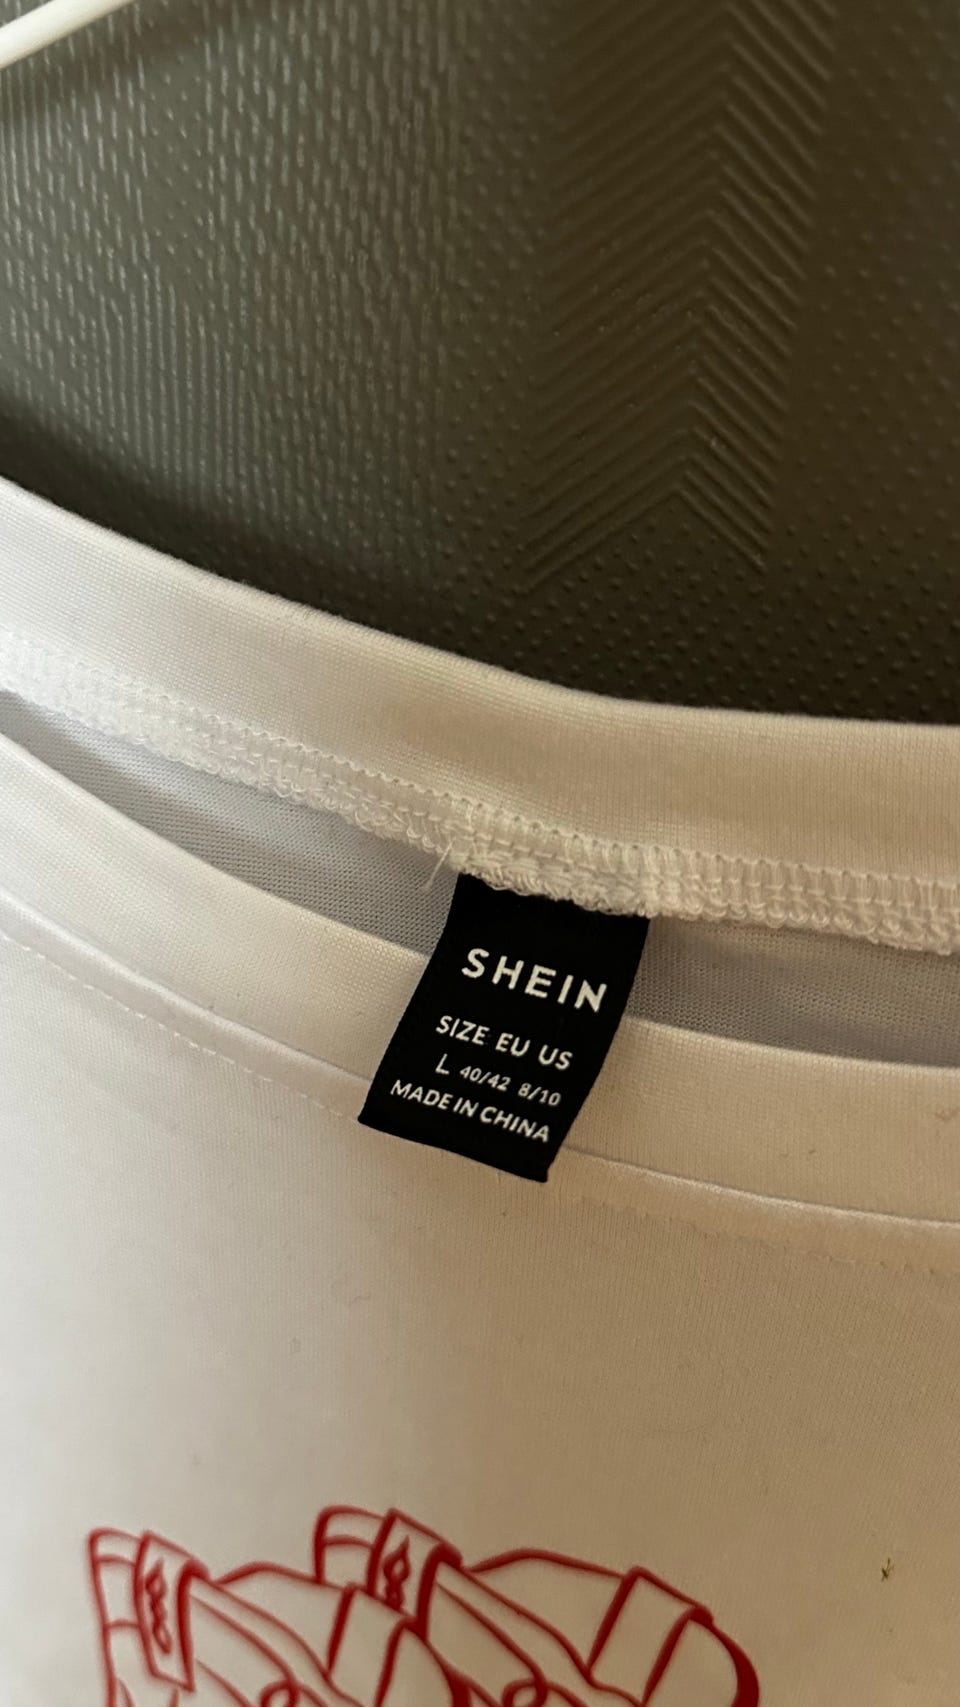 SHEIN
SIZE EU US
L 40/42 8/10
MADE IN CHINA